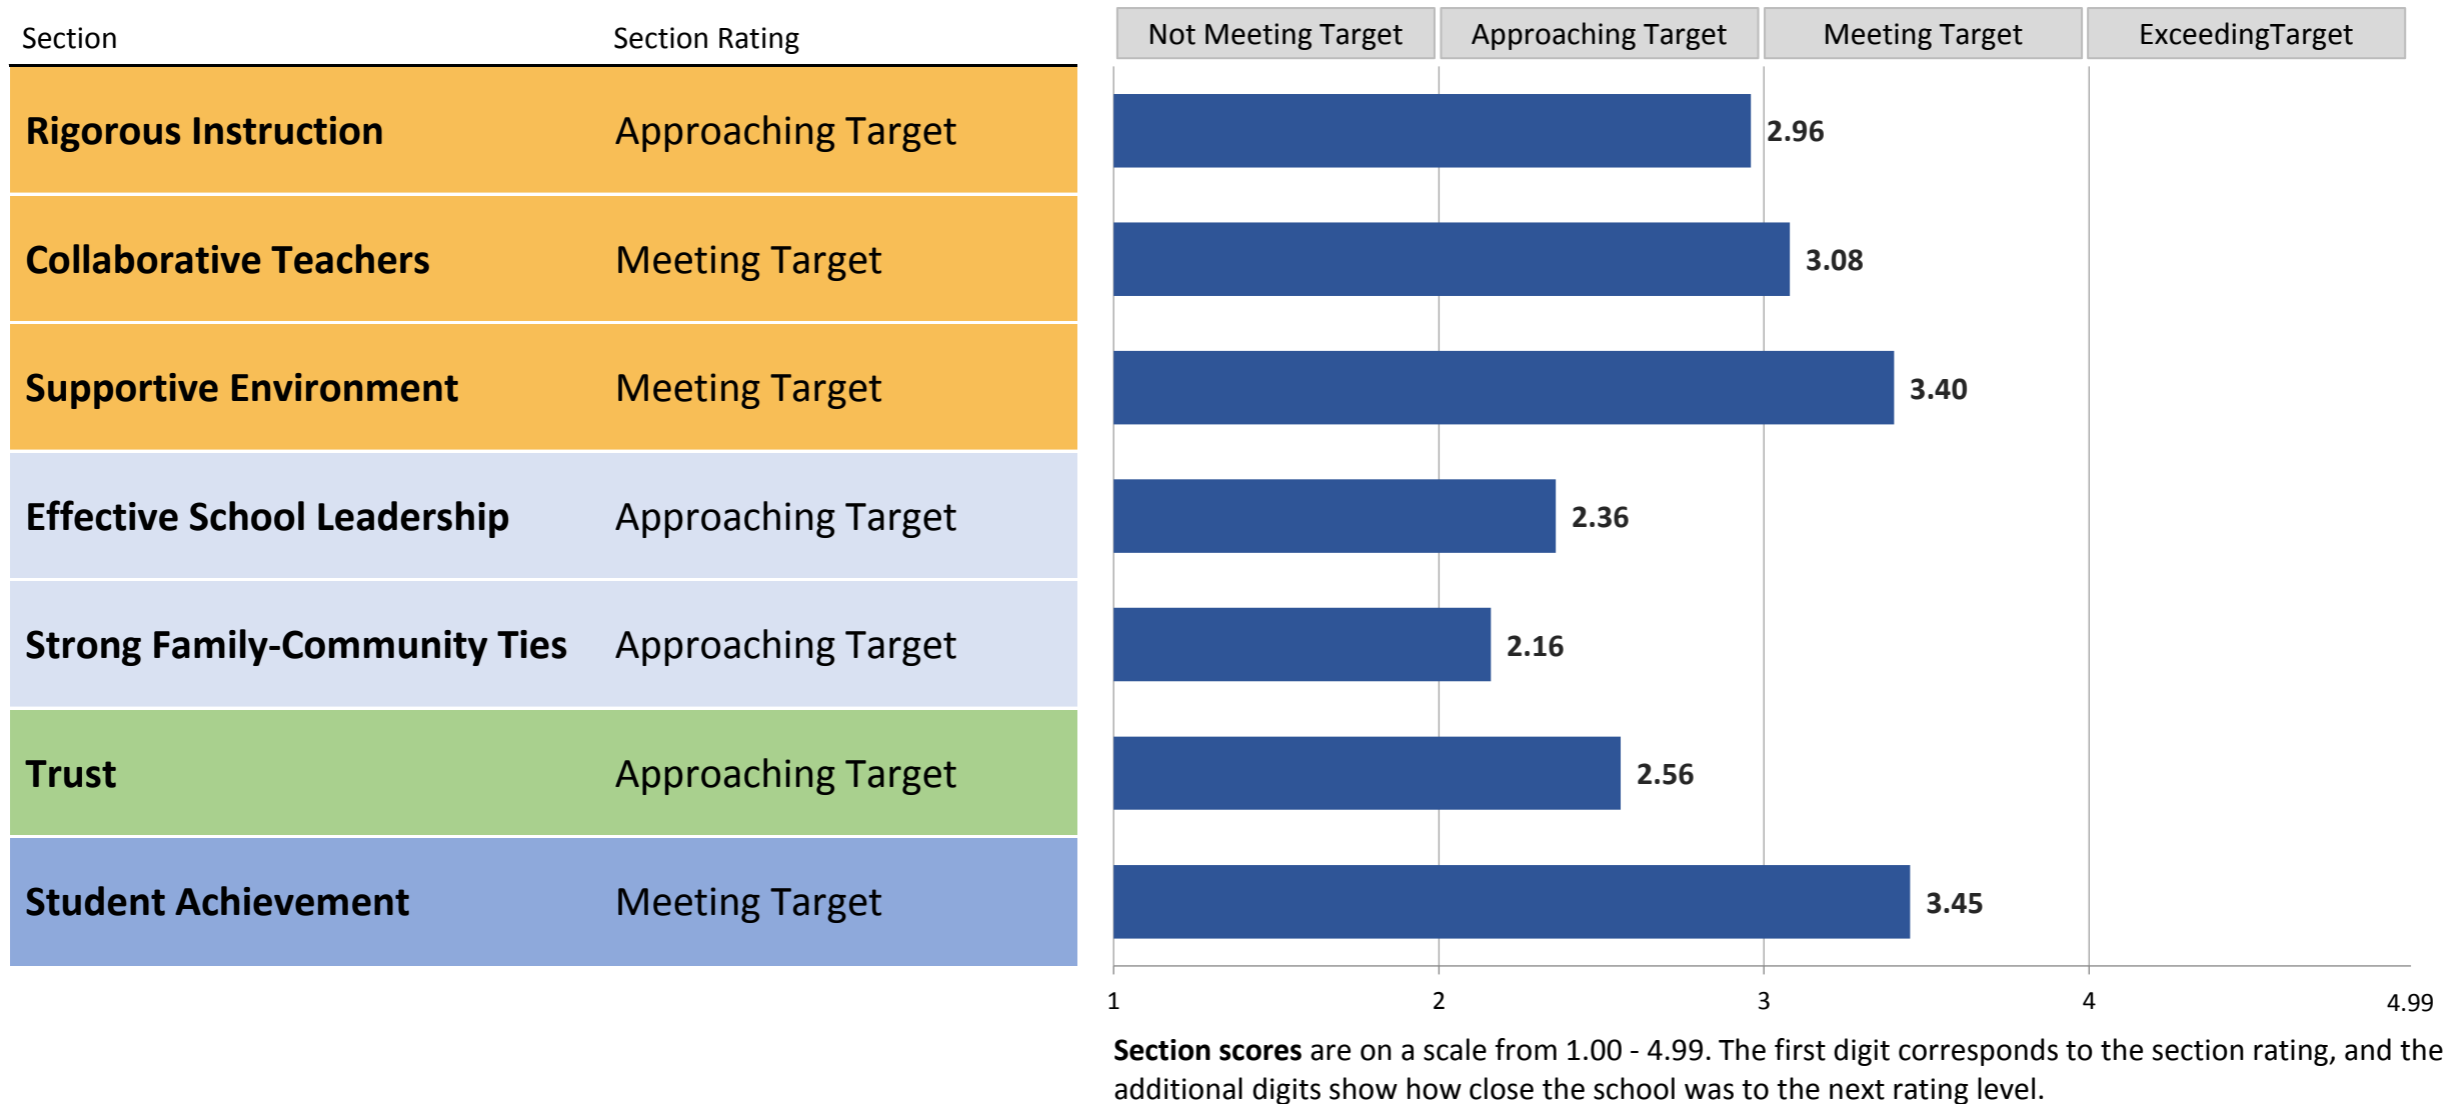 Section Section Rating Not Meeting Target Approaching Target Meeting Target ExceedingTarget
Rigorous Instruction Approaching Target 2.96
Collaborative Teachers Meeting Target 3.08
Supportive Environment Meeting Target 3.40
Effective School Leadership Approaching Target 2.36
Strong Family-Community Ties Approaching Target 2.16
Trust Approaching Target 2.56
Student Achievement Meeting Target 3.45
1 2 3 4 4.99
Section scores are on a scale from 1.00 - 4.99. The first digit corresponds to the section rating, and the
additional digits show how close the school was to the next rating level.